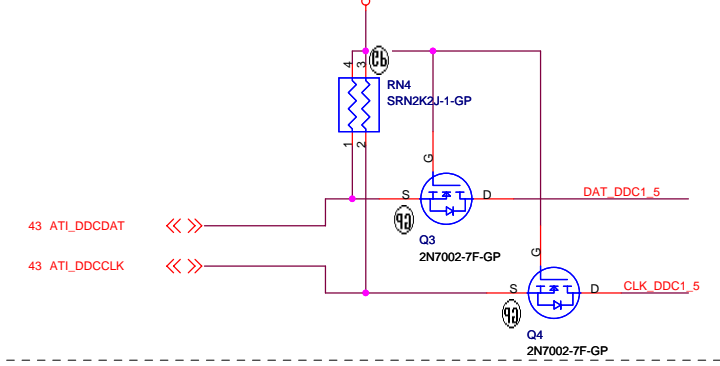 4 3
GP
RN4
SRN2K2J-1-GP
1 2
G
S D
DAT_DDC1_5
GP
43 ATI_DDCDAT
Q3
2N7002-7F-GP
G
43 ATI_DDCCLK
S D
CLK_DDC1_5
GP
Q4
2N7002-7F-GP